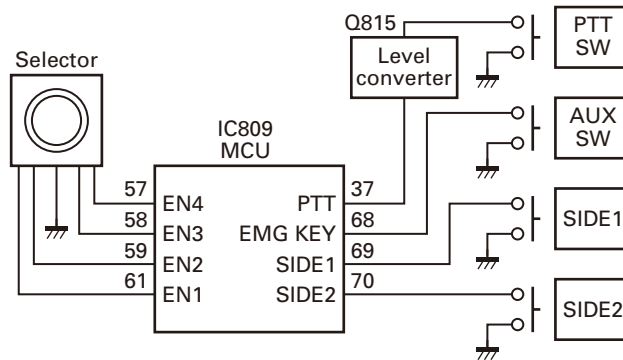 Q815
PTT
SW
Selector
Level
converter
AUX
SW
IC809
MCU
57
EN4
PTT
37
58
EN3
EMG KEY
68
SIDE1
59
EN2
SIDE1
69
61
EN1
SIDE2
70
SIDE2